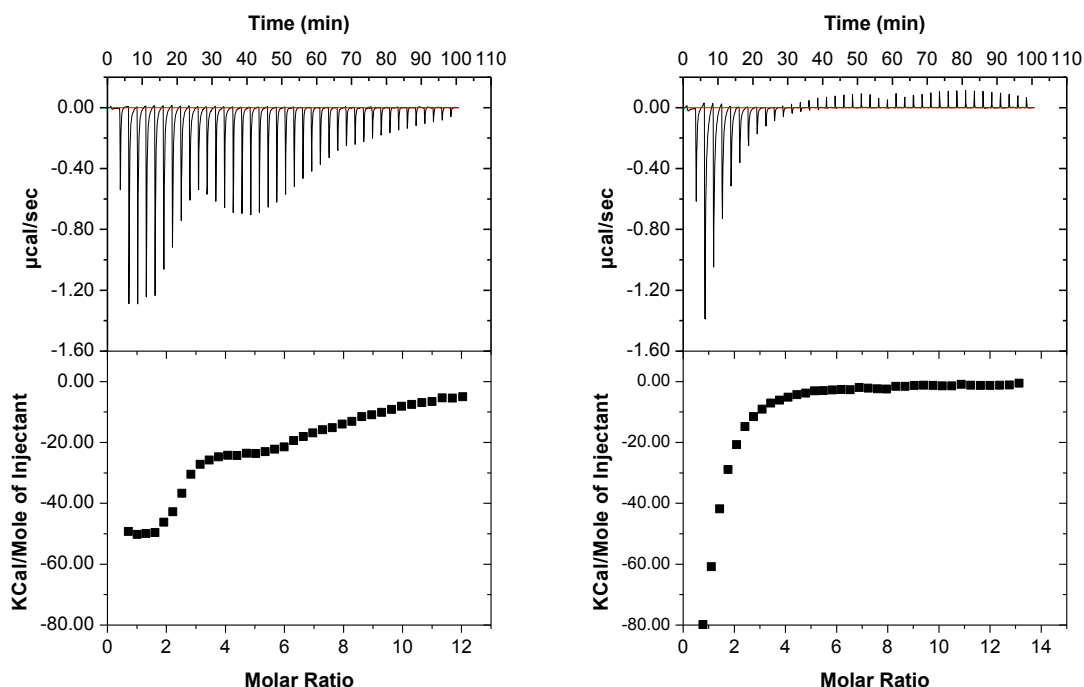 Time (min)
0 10 20 30 40 50 60 70 80 90 100 110
0.00
-0.40
-0.80
-1.20
-1.60
µcal/sec
0.00
-20.00
-40.00
-60.00
-80.00
KCal/Mole of Injectant
0 2 4 6 8 10 12
Molar Ratio
Time (min)
0 10 20 30 40 50 60 70 80 90 100 110
0.00
-0.40
-0.80
-1.20
-1.60
µcal/sec
0.00
-20.00
-40.00
-60.00
-80.00
KCal/Mole of Injectant
0 2 4 6 8 10 12 14
Molar Ratio